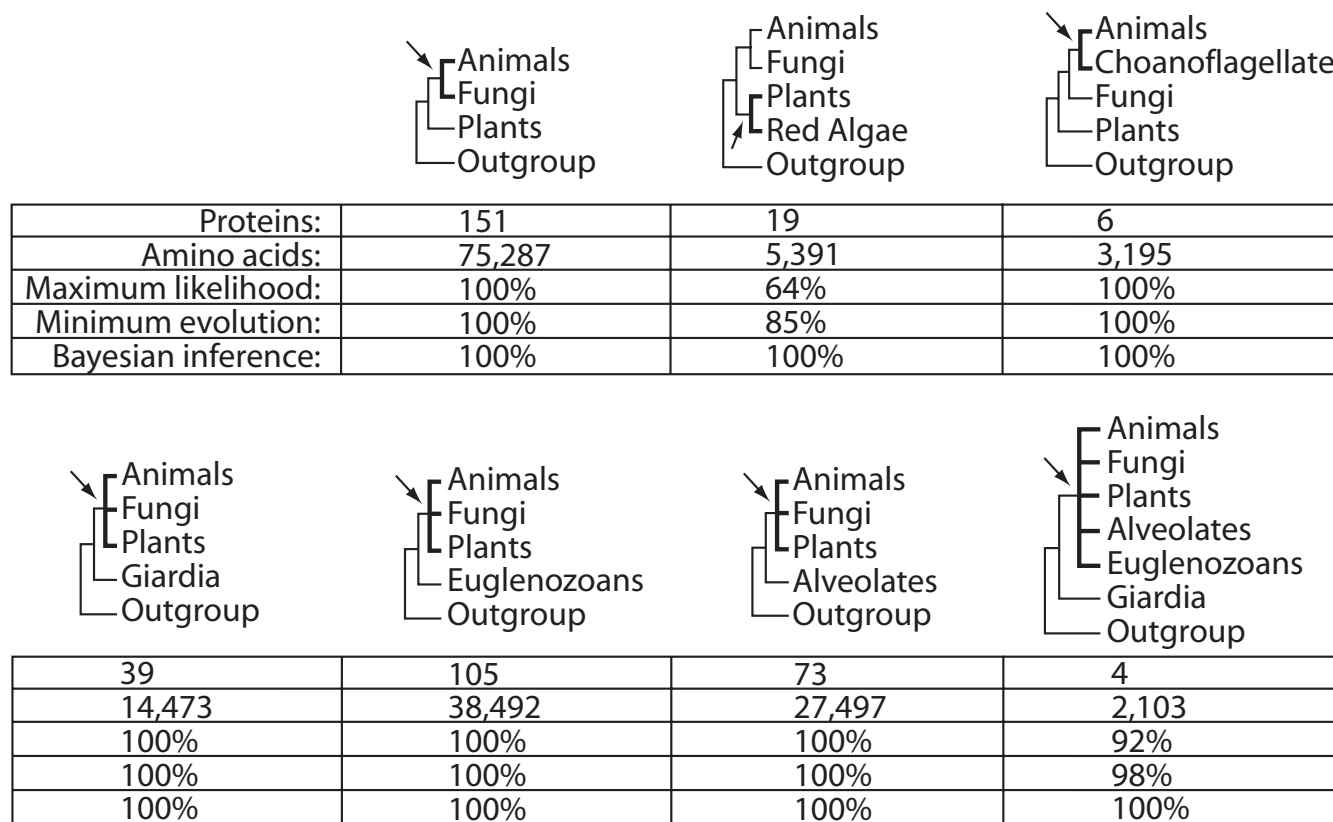 Animals
Fungi
Plants
Outgroup
Animals
Fungi
Plants
Red Algae
Outgroup
Animals
Choanoflagellate
Fungi
Plants
Outgroup
Proteins: 151 19 6
Amino acids: 75,287 5,391 3,195
Maximum likelihood: 100% 64% 100%
Minimum evolution: 100% 85% 100%
Bayesian inference: 100% 100% 100%
Animals
Fungi
Plants
Giardia
Outgroup
Animals
Fungi
Plants
Euglenozoans
Outgroup
Animals
Fungi
Plants
Alveolates
Outgroup
Animals
Fungi
Plants
Alveolates
Euglenozoans
Giardia
Outgroup
39 105 73 4
14,473 38,492 27,497 2,103
100% 100% 100% 92%
100% 100% 100% 98%
100% 100% 100% 100%